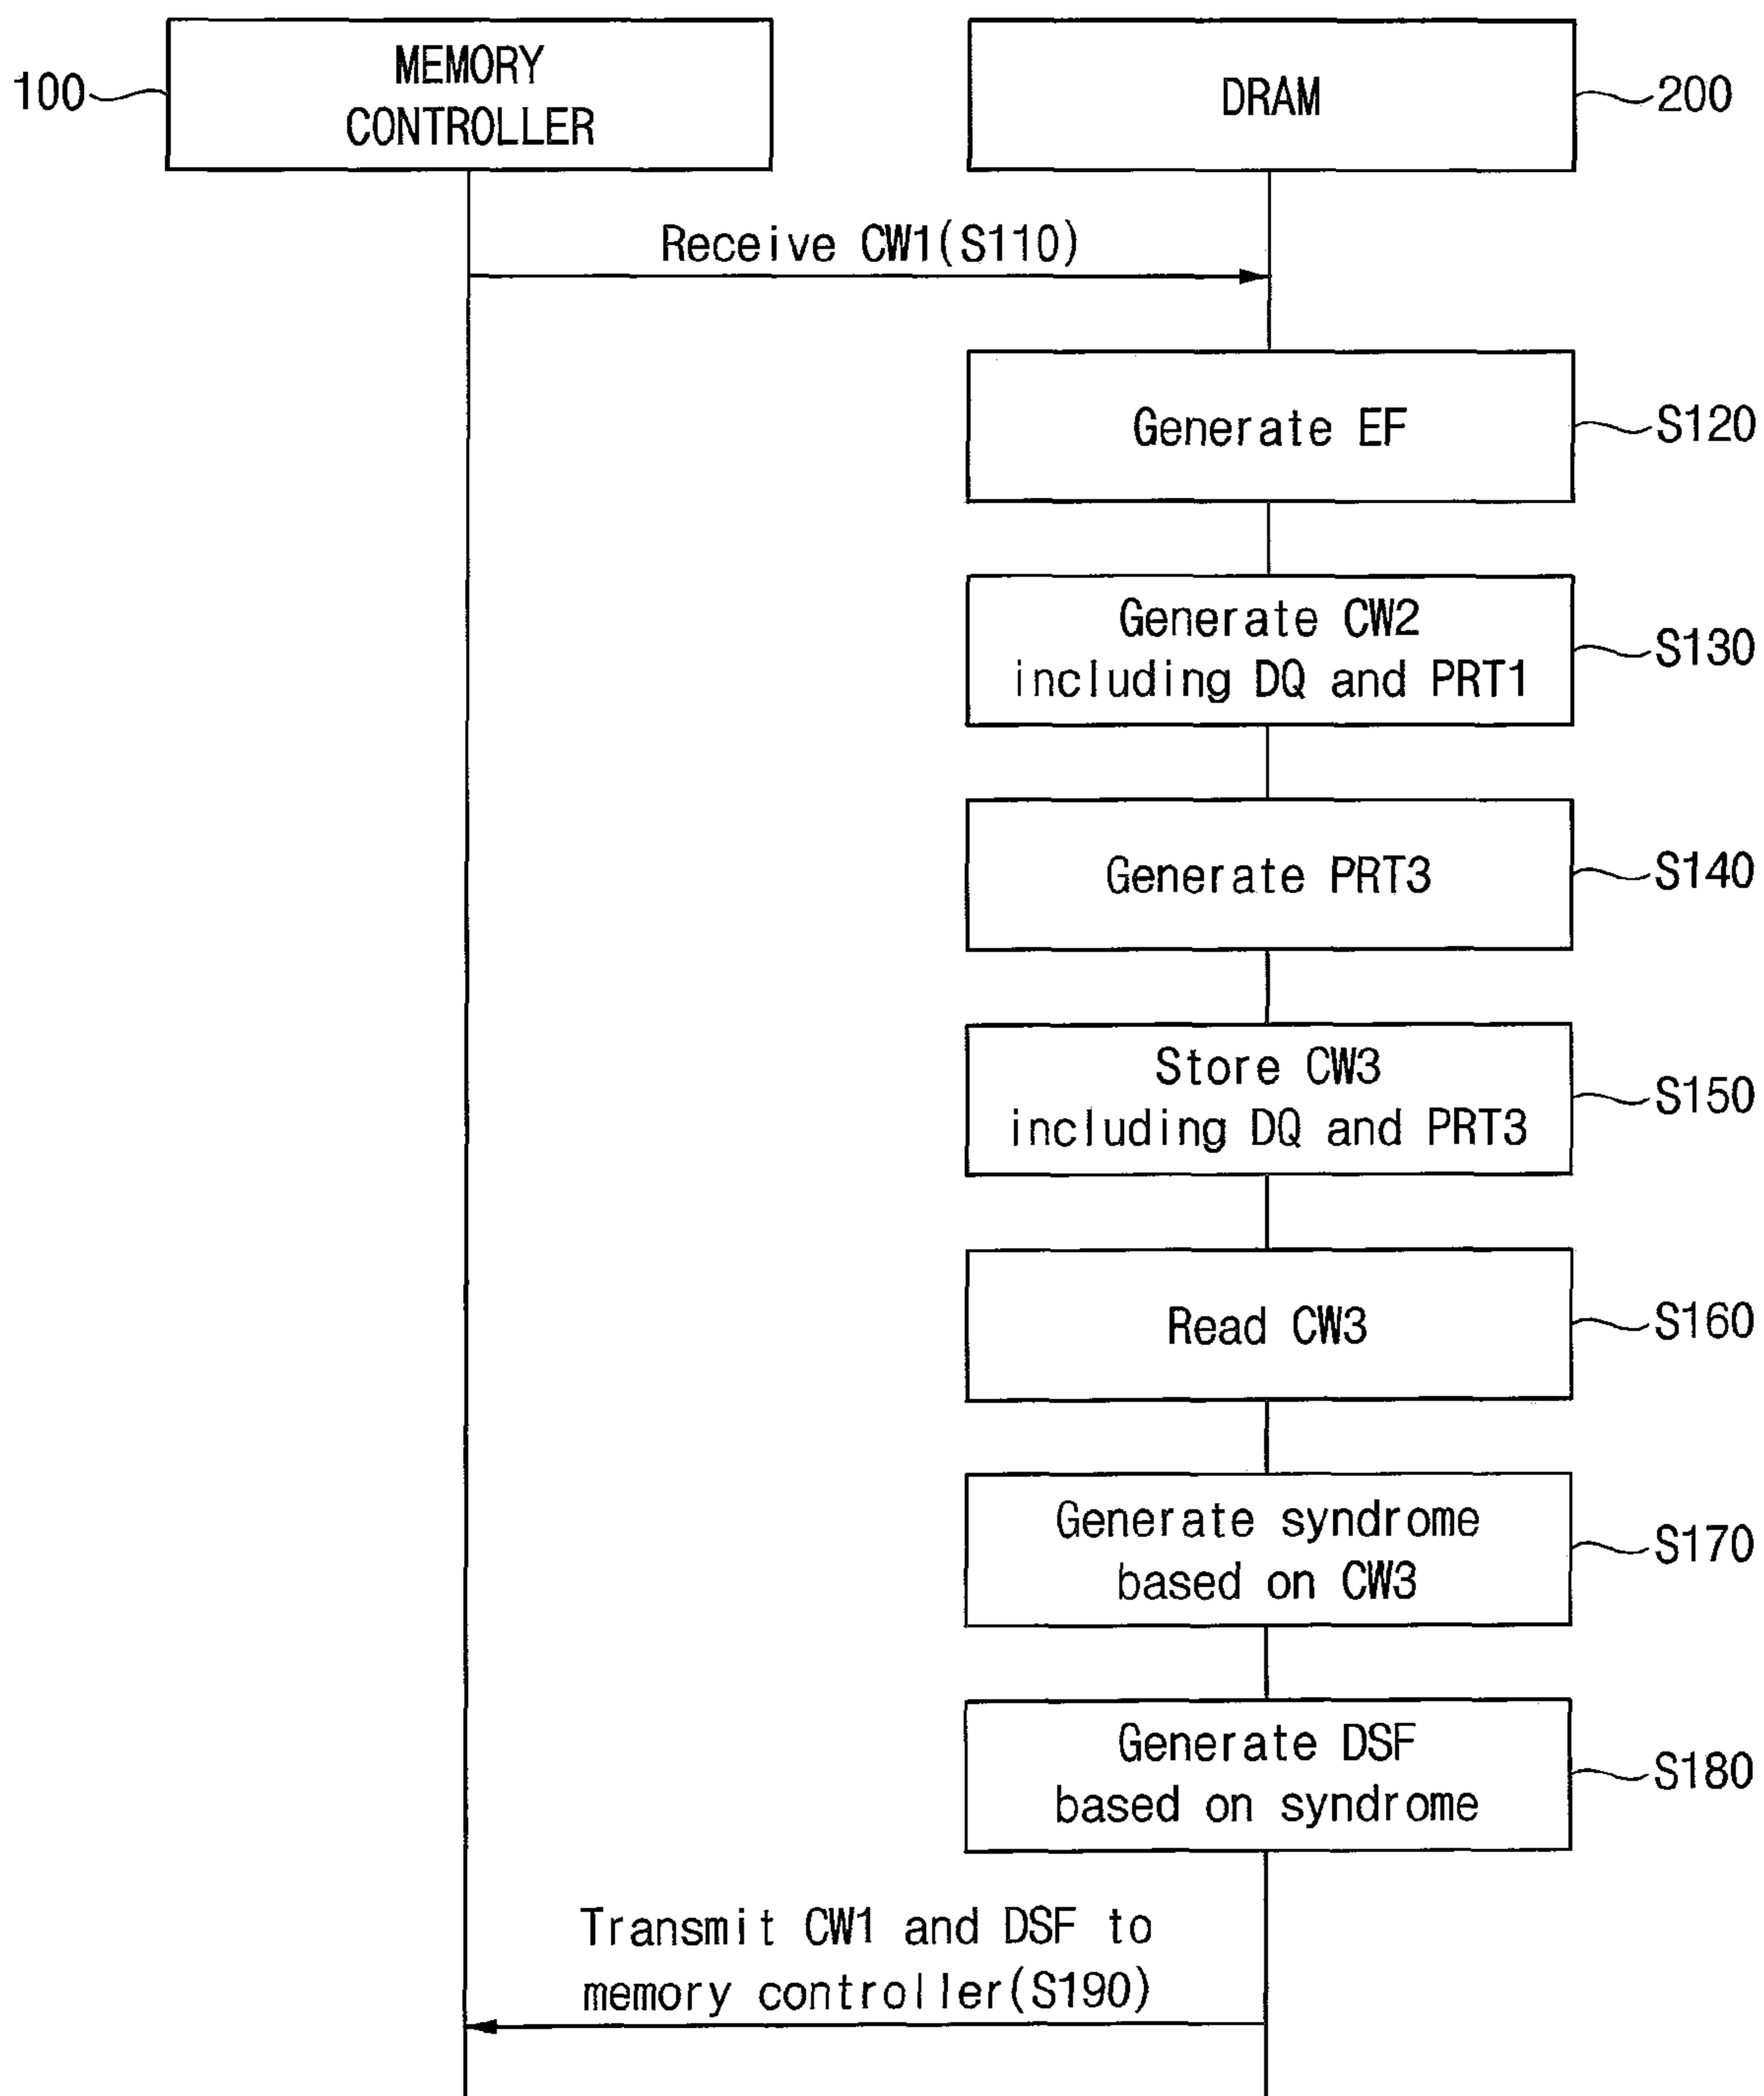 100
MEMORY
CONTROLLER
DRAM
200
Receive CW1(S110)
Generate EF
S120
Generate CW2
including DQ and PRT1
S130
Generate PRT3
S140
Store CW3
including DQ and PRT3
S150
Read CW3
S160
Generate syndrome
based on CW3
S170
Generate DSF
based on syndrome
S180
Transmit CW1 and DSF to
memory controller(S190)